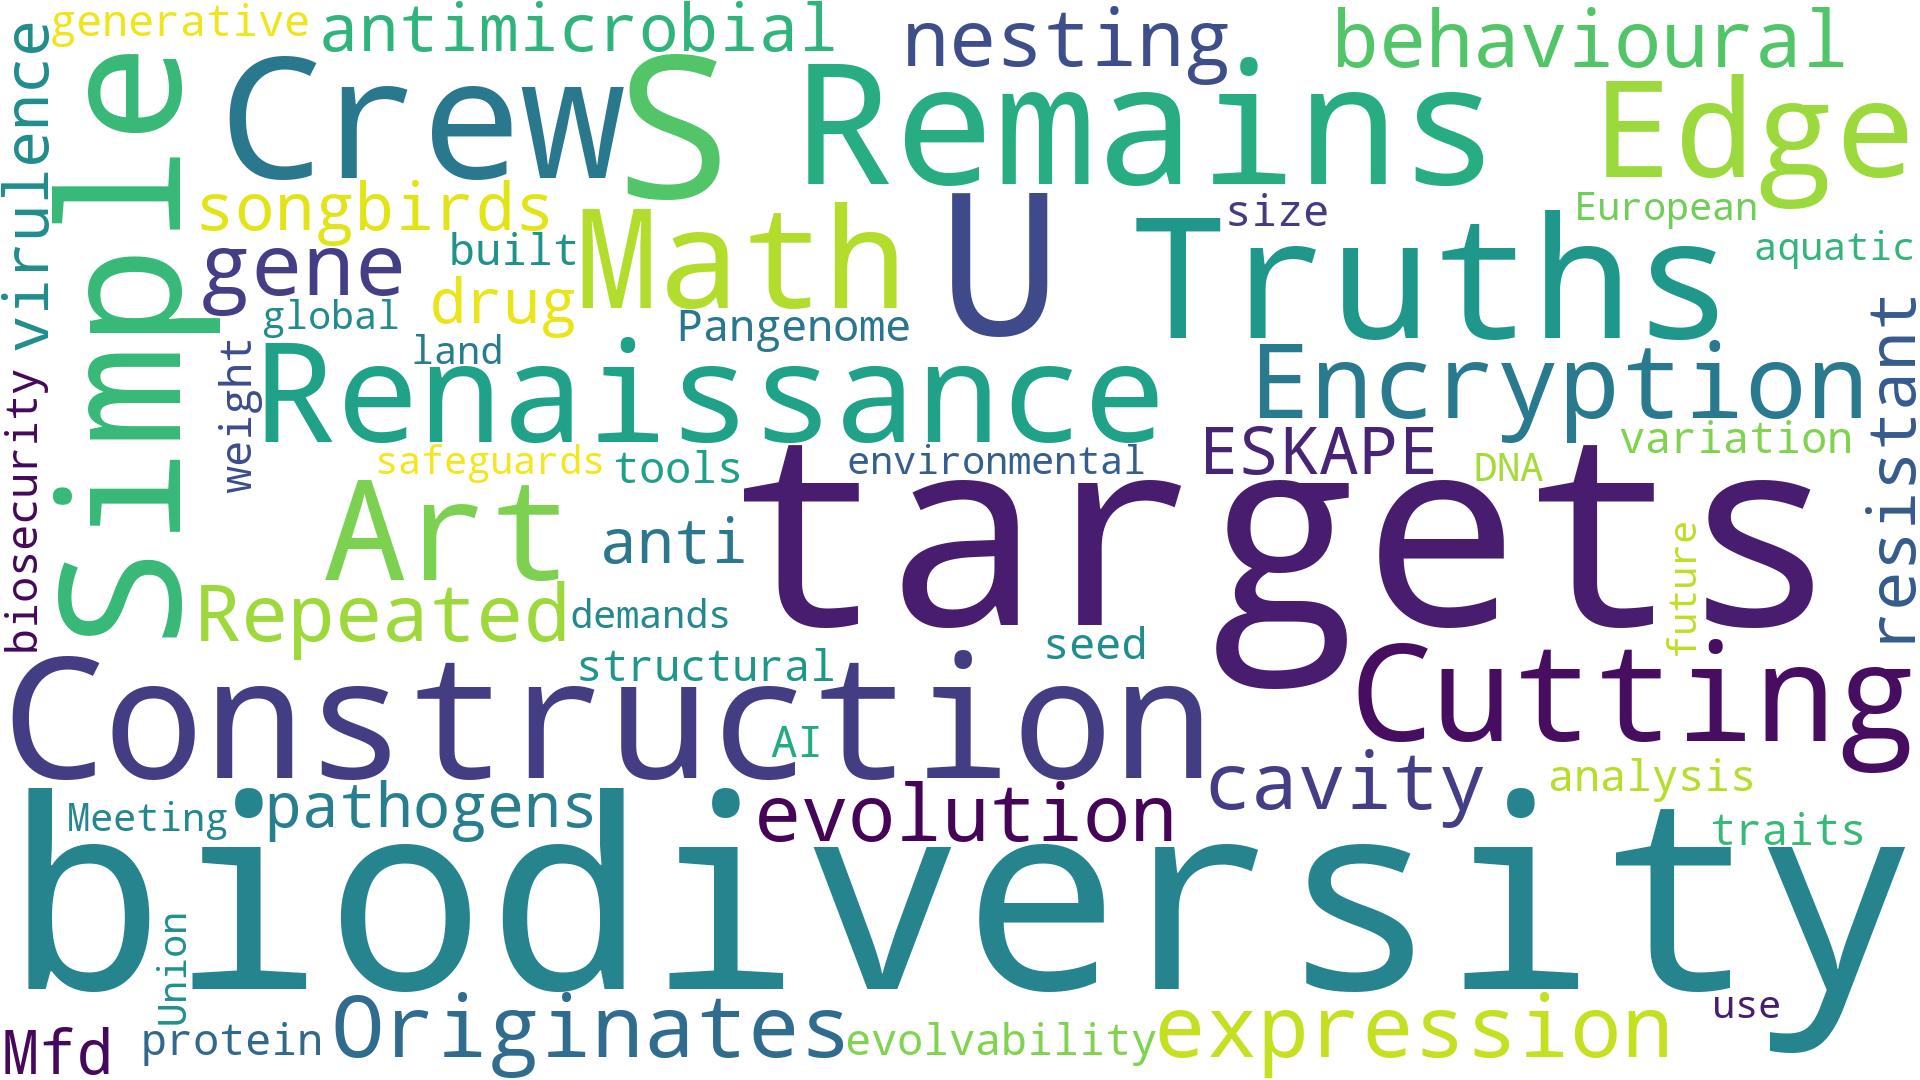 generative
antimicrobial
nesting
behavioural
virulence
Simple
Crew
S
Remains
Edge
songbirds
size
European
gene
built
Math
U
Truths
aquatic
drug
global
Pangenome
land
resistant
weight
Renaissance
Encryption
biosecurity
safeguards
tools
environmental
ESKAPE
variation
DNA
Art
anti
targets
future
Repeated
demands
seed
structural
Construction
Cutting
AI
cavity
analysis
Meeting
pathogens
evolution
traits
biodiversity
Union
use
Mfd
protein
Originates
evolvability
expression